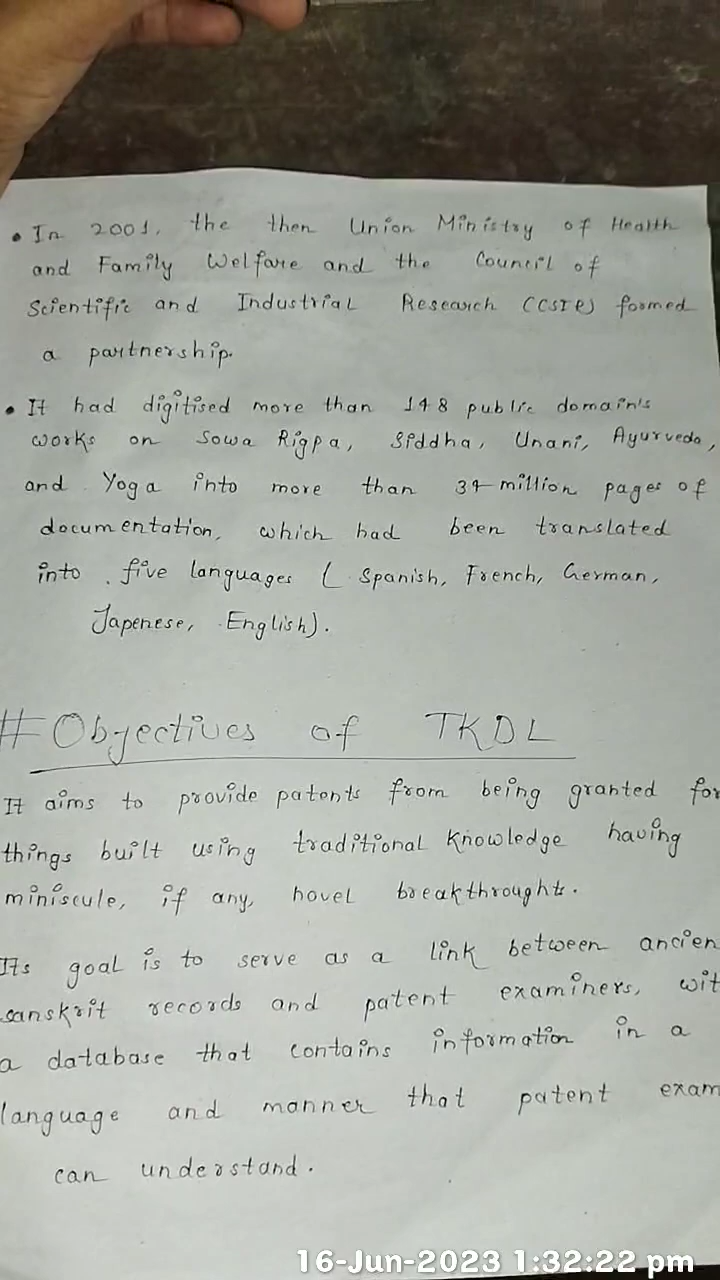 • In 2001, the then Union Ministry of Health
and Family Welfare and the Council of
Scientific and Industrial Research (CSIR) formed
a partnership.
• It had digitised more than 148 public domain's
works on Sowa Rigpa, Siddha, Unani, Ayurveda,
and Yoga into more than 34 million pages of
documentation, which had been translated
into five languages ( Spanish, French, German,
Japenese, English).
# Objectives of TKDL
It aims to provide patents from being granted for
things built using traditional knowledge having
miniscule, if any, novel breakthroughts.
Its goal is to serve as a link between ancien
sanskrit records and patent examiners, wit
a database that contains information in a
language and manner that patent exam
can understand.
16-Jun-2023 1:32:22 pm